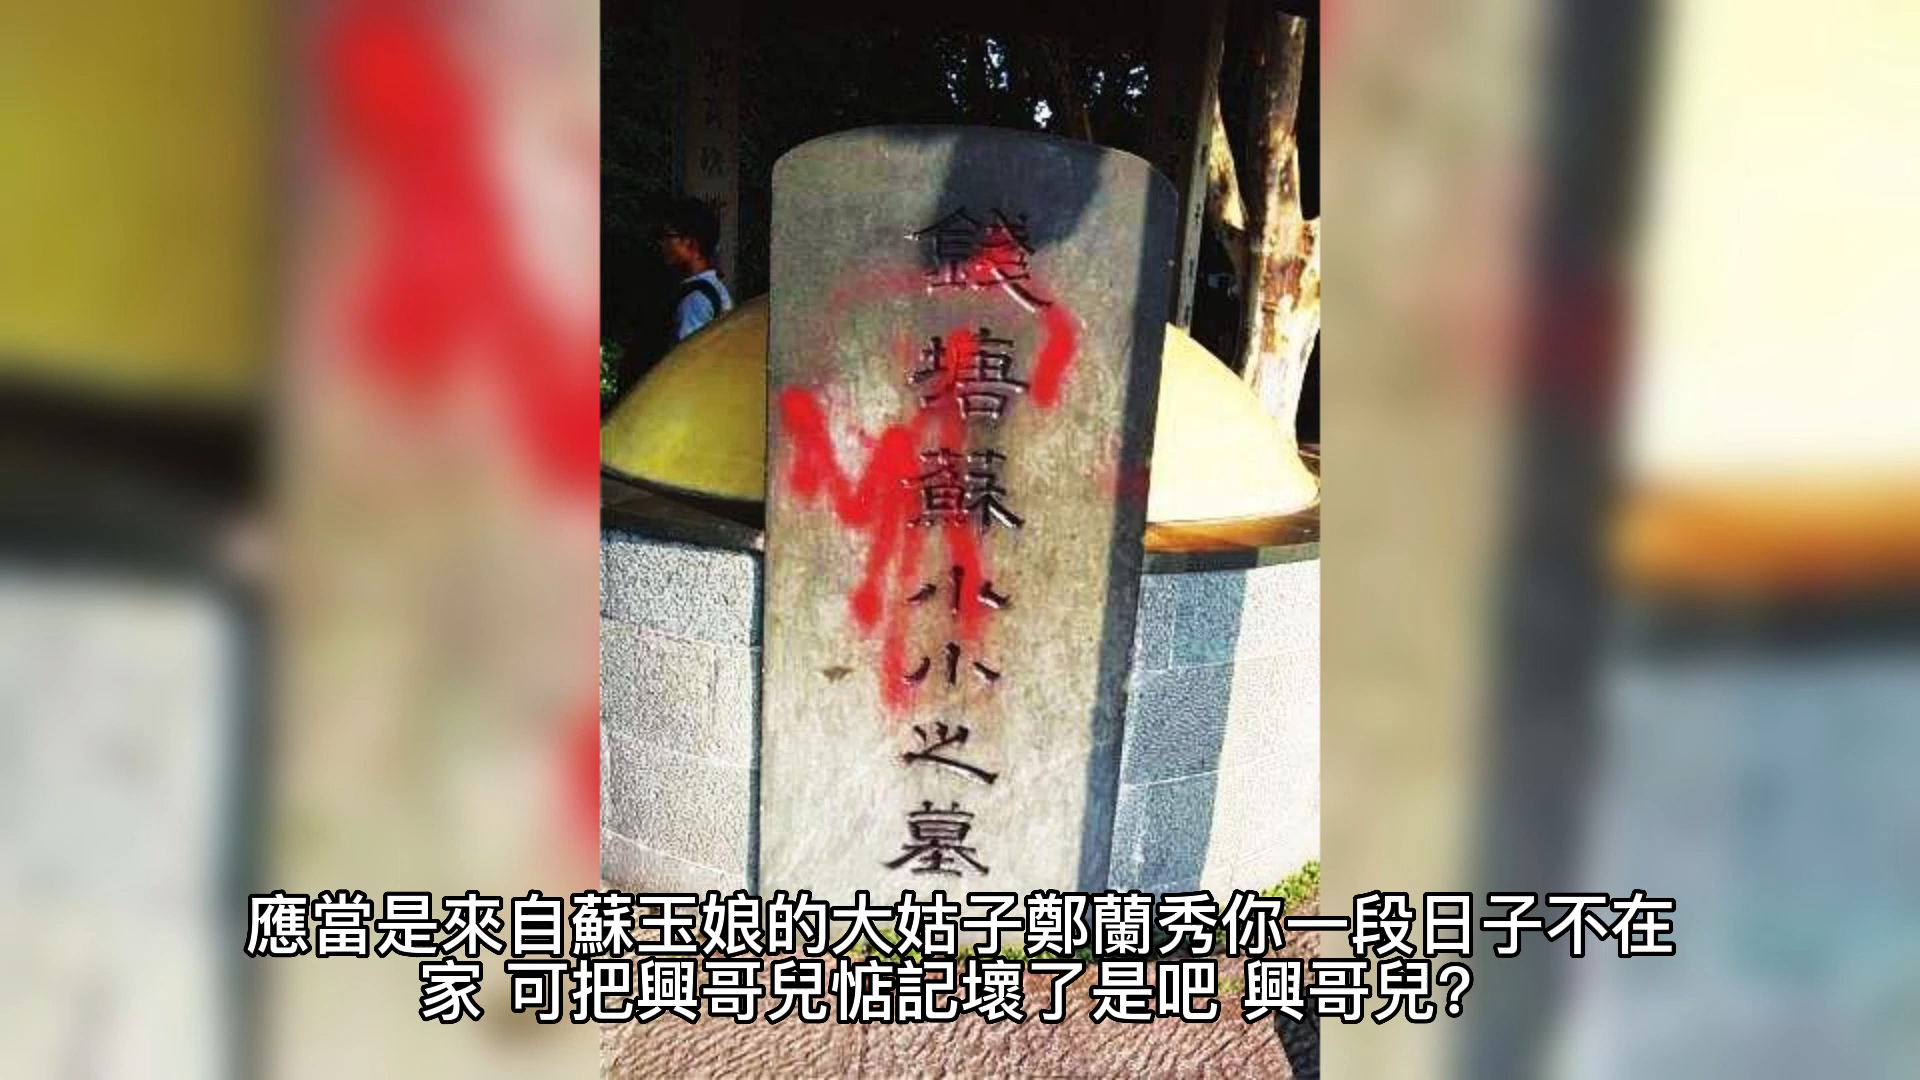 錢塘蘇小小之墓
應當是來自蘇玉娘的大姑子鄭蘭秀你一段日子不在
家 可把興哥兒惦記壞了是吧 興哥兒?